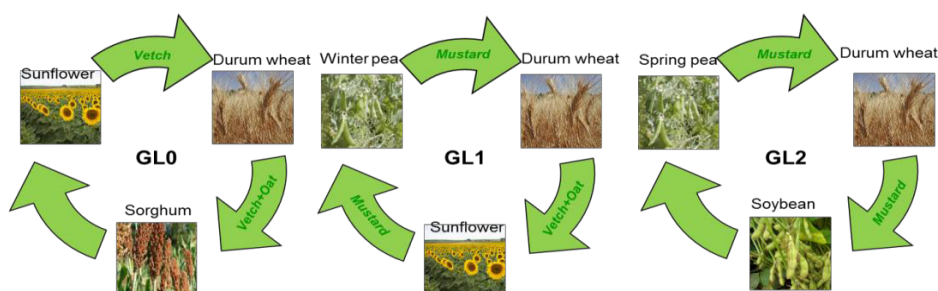 Sunflower
Vetch
Durum wheat
GL0
Vetch+Oat
Sorghum
Winter pea
Mustard
Durum wheat
GL1
Vetch+Oat
Sunflower
Mustard
Spring pea
Mustard
Durum wheat
GL2
Mustard
Soybean